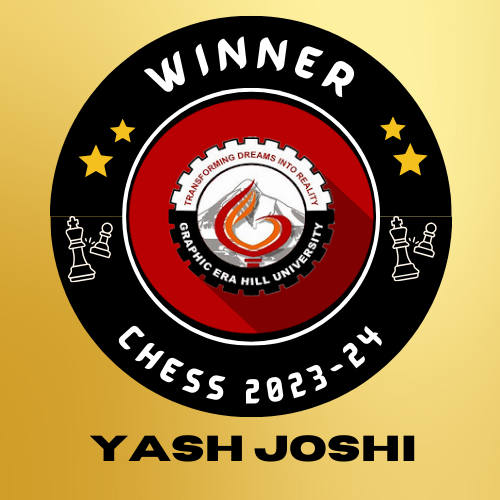 WINNER
TRANSFORMING DREAMS INTO REALITY
GRAPHIC ERA HILL UNIVERSITY
CHESS 2023-24
YASH JOSHI